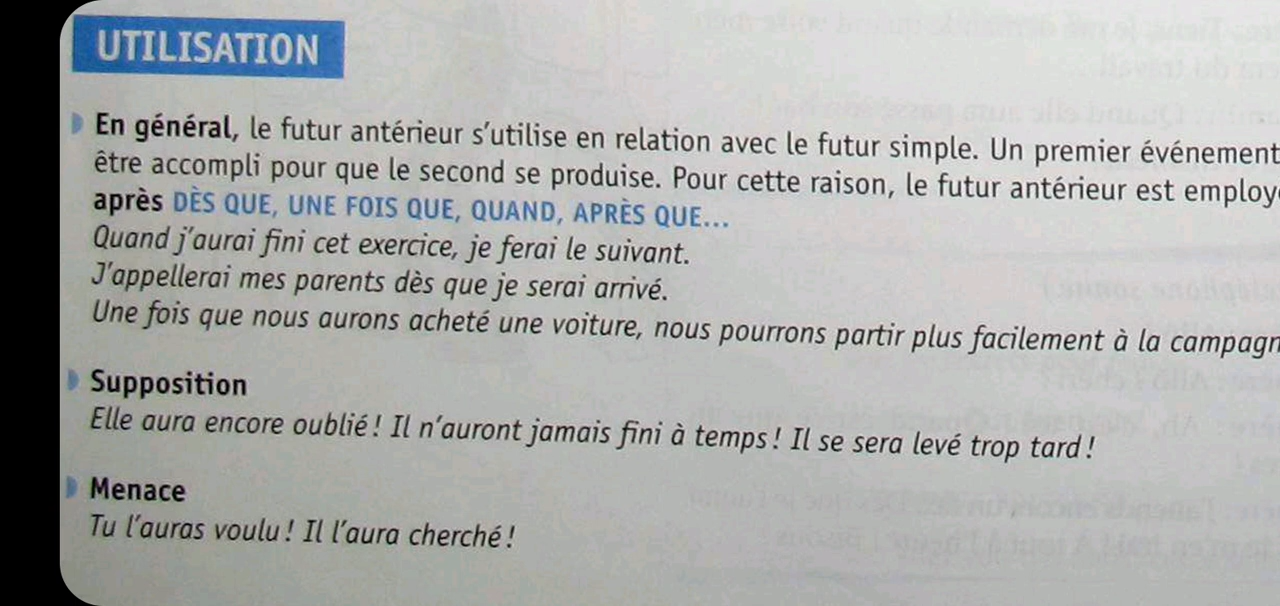 UTILISATION
En général, le futur antérieur s'utilise en relation avec le futur simple. Un premier événement
être accompli pour que le second se produise. Pour cette raison, le futur antérieur est employ
après DÈS QUE, UNE FOIS QUE, QUAND, APRÈS QUE...
Quand j'aurai fini cet exercice, je ferai le suivant.
J'appellerai mes parents dès que je serai arrivé.
Une fois que nous aurons acheté une voiture, nous pourrons partir plus facilement à la campagn
Supposition
Elle aura encore oublié ! Il n'auront jamais fini à temps ! Il se sera levé trop tard !
Menace
Tu l'auras voulu ! Il l'aura cherché !